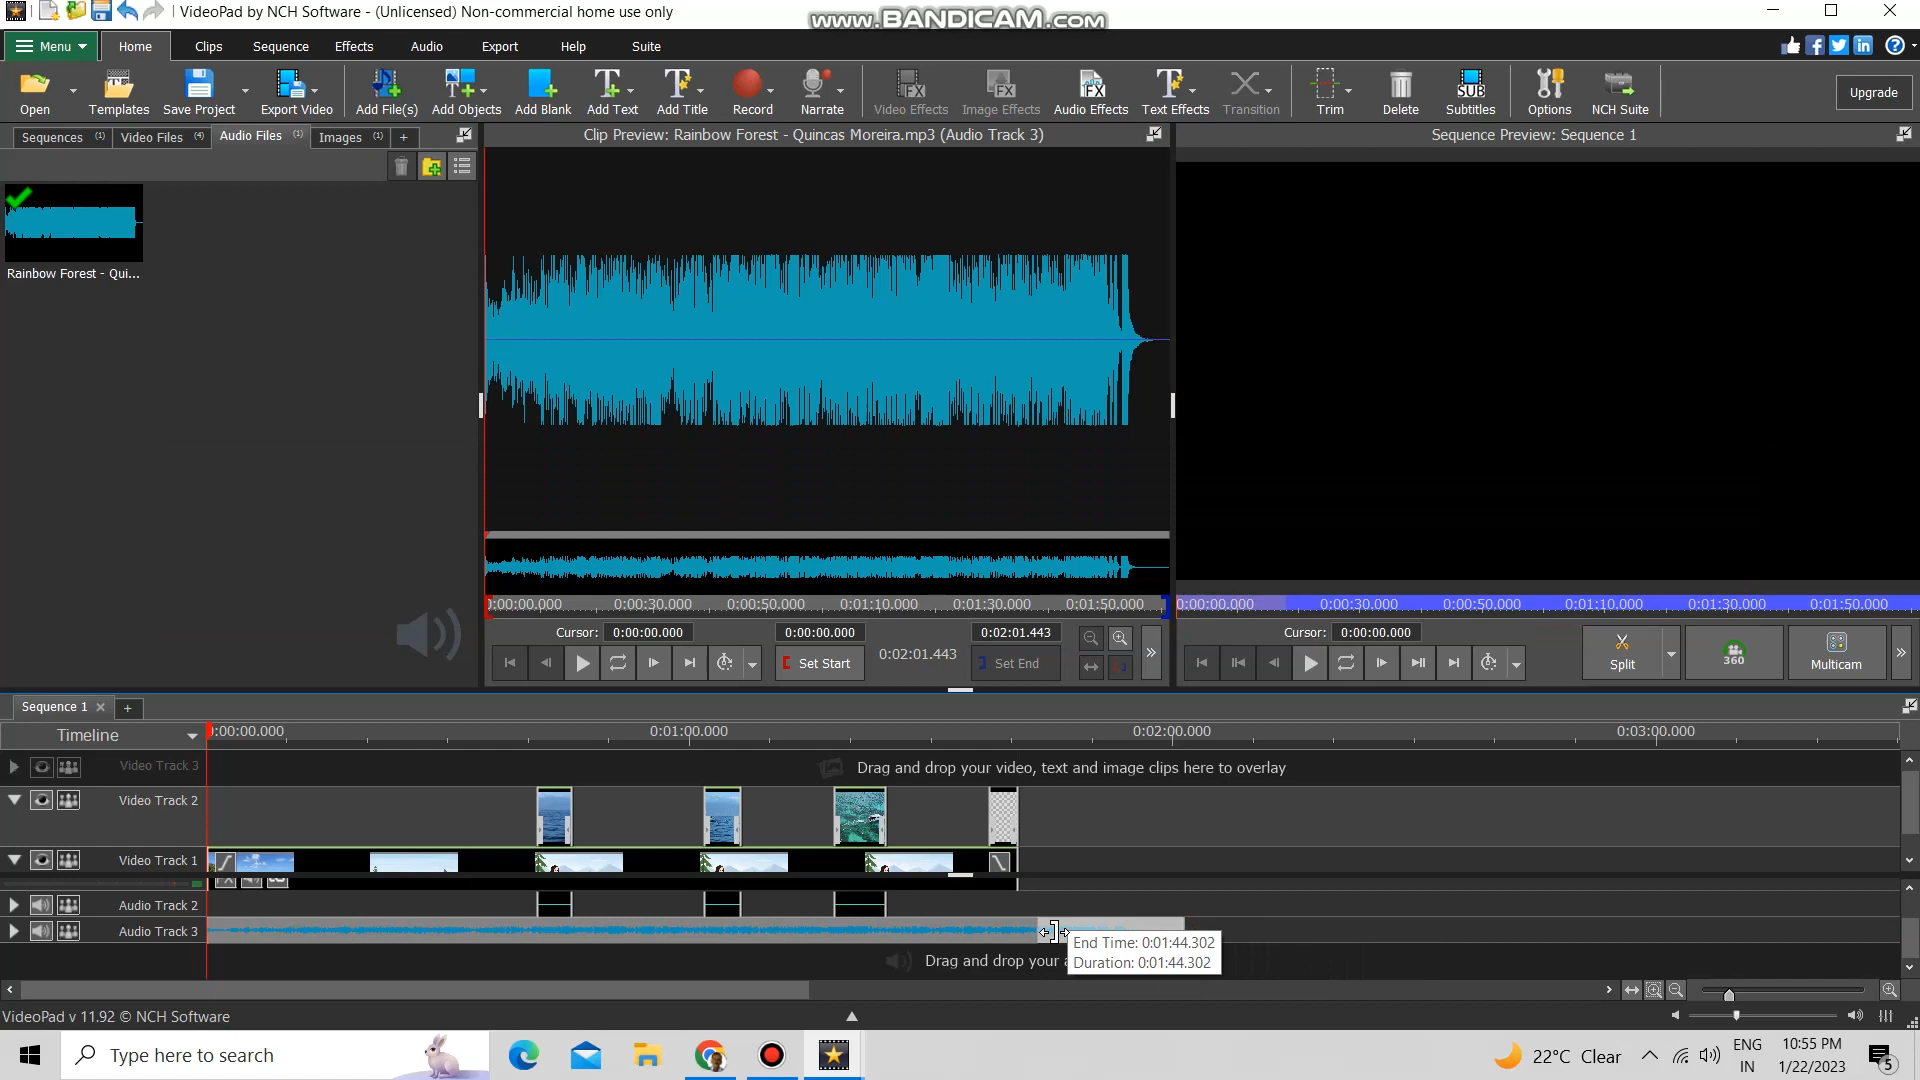 VideoPad by NCH Software - (Unlicensed) Non-commercial home use only
www.BANDICAM.com
Menu Home Clips Sequence Effects Audio Export Help Suite
Open Templates Save Project Export Video Add File(s) Add Objects Add Blank Add Text Add Title Record Narrate Video Effects Image Effects Audio Effects Text Effects Transition Trim Delete Subtitles Options NCH Suite Upgrade
Sequences (1) Video Files (4) Audio Files (1) Images (1) +
Clip Preview: Rainbow Forest - Quincas Moreira.mp3 (Audio Track 3)
Sequence Preview: Sequence 1
Rainbow Forest - Qui...
0:00:00.000 0:00:30.000 0:00:50.000 0:01:10.000 0:01:30.000 0:01:50.000
0:00:00.000 0:00:30.000 0:00:50.000 0:01:10.000 0:01:30.000 0:01:50.000
Cursor: 0:00:00.000 0:00:00.000 0:02:01.443
Set Start 0:02:01.443 Set End
Cursor: 0:00:00.000
Split 360 Multicam
Sequence 1
Timeline 0:00:00.000 0:01:00.000 0:02:00.000 0:03:00.000
Video Track 3 Drag and drop your video, text and image clips here to overlay
Video Track 2
Video Track 1
Audio Track 2
Audio Track 3
End Time: 0:01:44.302
Duration: 0:01:44.302
Drag and drop your
VideoPad v 11.92 © NCH Software
Type here to search
22°C Clear
ENG
IN
10:55 PM
1/22/2023
5